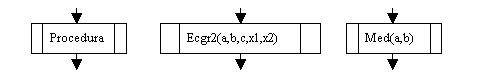 Procedura
Ecgr2(a,b,c,x1,x2)
Med(a,b)